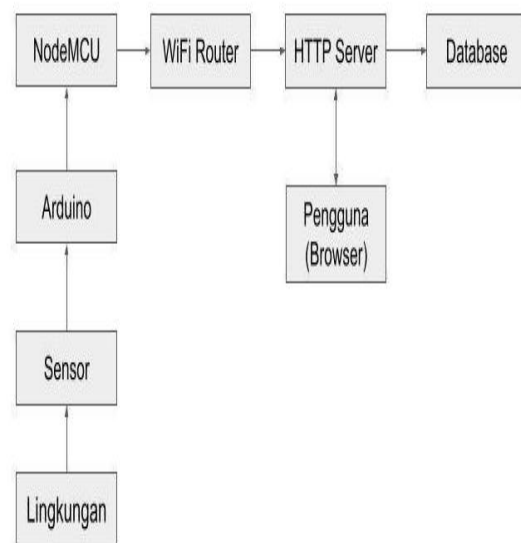 NodeMCU
WiFi Router
HTTP Server
Database
Arduino
Pengguna
(Browser)
Sensor
Lingkungan